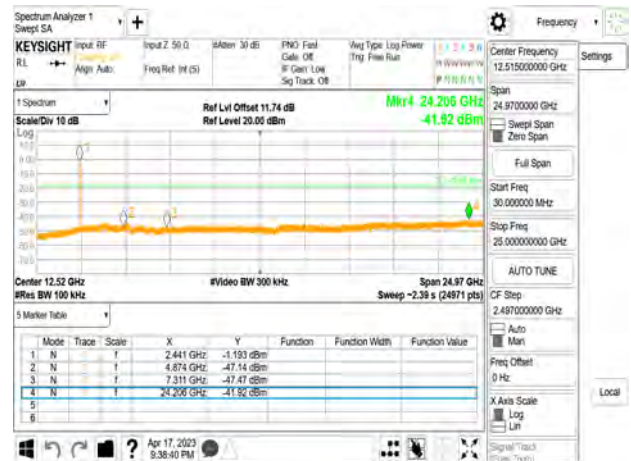 Spectrum Analyzer 1
Swept SA
Frequency
KEYSIGHT
Input: RF
Input Z: 50 Ω
#Atten: 30 dB
PNO: Fast
Avg Type: Log Power
RL
Align: Auto
Freq Ref: Int (S)
Gate: Off
Trig: Free Run
IF Gain: Low
Sig Track: Off
Center Frequency
12.515000000 GHz
Settings
1 Spectrum
Ref Lvl Offset 11.74 dB
Mkr4 24.206 GHz
Scale/Div 10 dB
Ref Level 20.00 dBm
-41.92 dBm
Log
Span
24.9700000 GHz
Swept Span
Zero Span
Full Span
Start Freq
30.000000 MHz
Stop Freq
25.000000000 GHz
AUTO TUNE
Center 12.52 GHz
#Video BW 300 kHz
Span 24.97 GHz
#Res BW 100 kHz
Sweep ~2.39 s (24971 pts)
CF Step
2.497000000 GHz
Auto
Man
5 Marker Table
Mode Trace Scale X Y Function Function Width Function Value
1 N f 2.441 GHz -1.193 dBm
2 N f 4.874 GHz -47.14 dBm
3 N f 7.311 GHz -47.47 dBm
4 N f 24.206 GHz -41.92 dBm
5
6
Freq Offset
0 Hz
X Axis Scale
Log
Lin
Local
Signal Track
Apr 17, 2023
9:38:40 PM